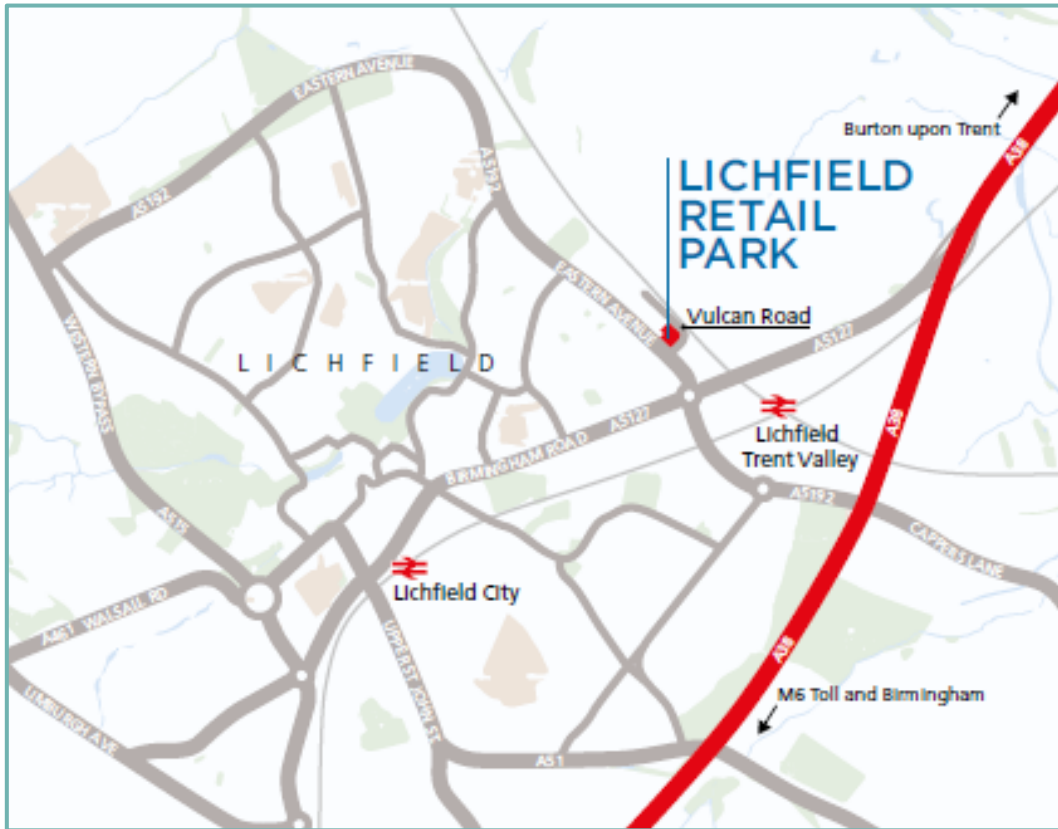 EASTERN AVENUE
Burton upon Trent
A38
A5192
LICHFIELD
RETAIL
PARK
A5192
EASTERN AVENUE
Vulcan Road
WESTERN BYPASS
LICHFIELD
A5127
A38
BIRMINGHAM ROAD A5127
Lichfield
Trent Valley
A5192
CAPPERS LANE
A515
Lichfield City
A461 WALSALL RD
UPPER ST JOHN ST
A38
LIMBURGH AVE
M6 Toll and Birmingham
A51